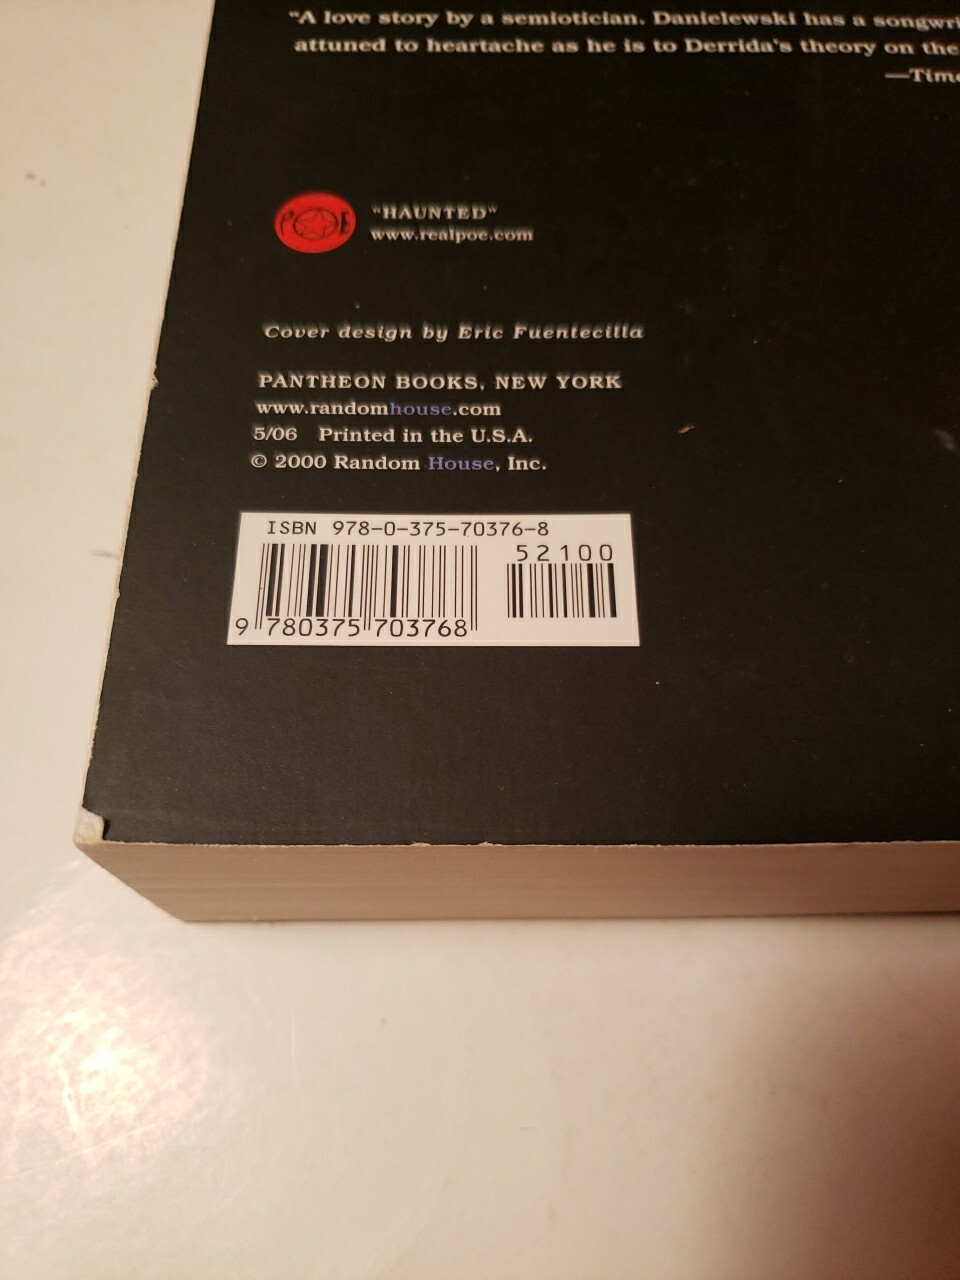 "A love story by a semiotician. Danielewski has a songwri
attuned to heartache as he is to Derrida's theory on the
—Time
POE
"HAUNTED"
www.realpoe.com
Cover design by Eric Fuentecilla
PANTHEON BOOKS, NEW YORK
www.randomhouse.com
5/06 Printed in the U.S.A.
© 2000 Random House, Inc.
ISBN 978-0-375-70376-8
52100
9 780375 703768